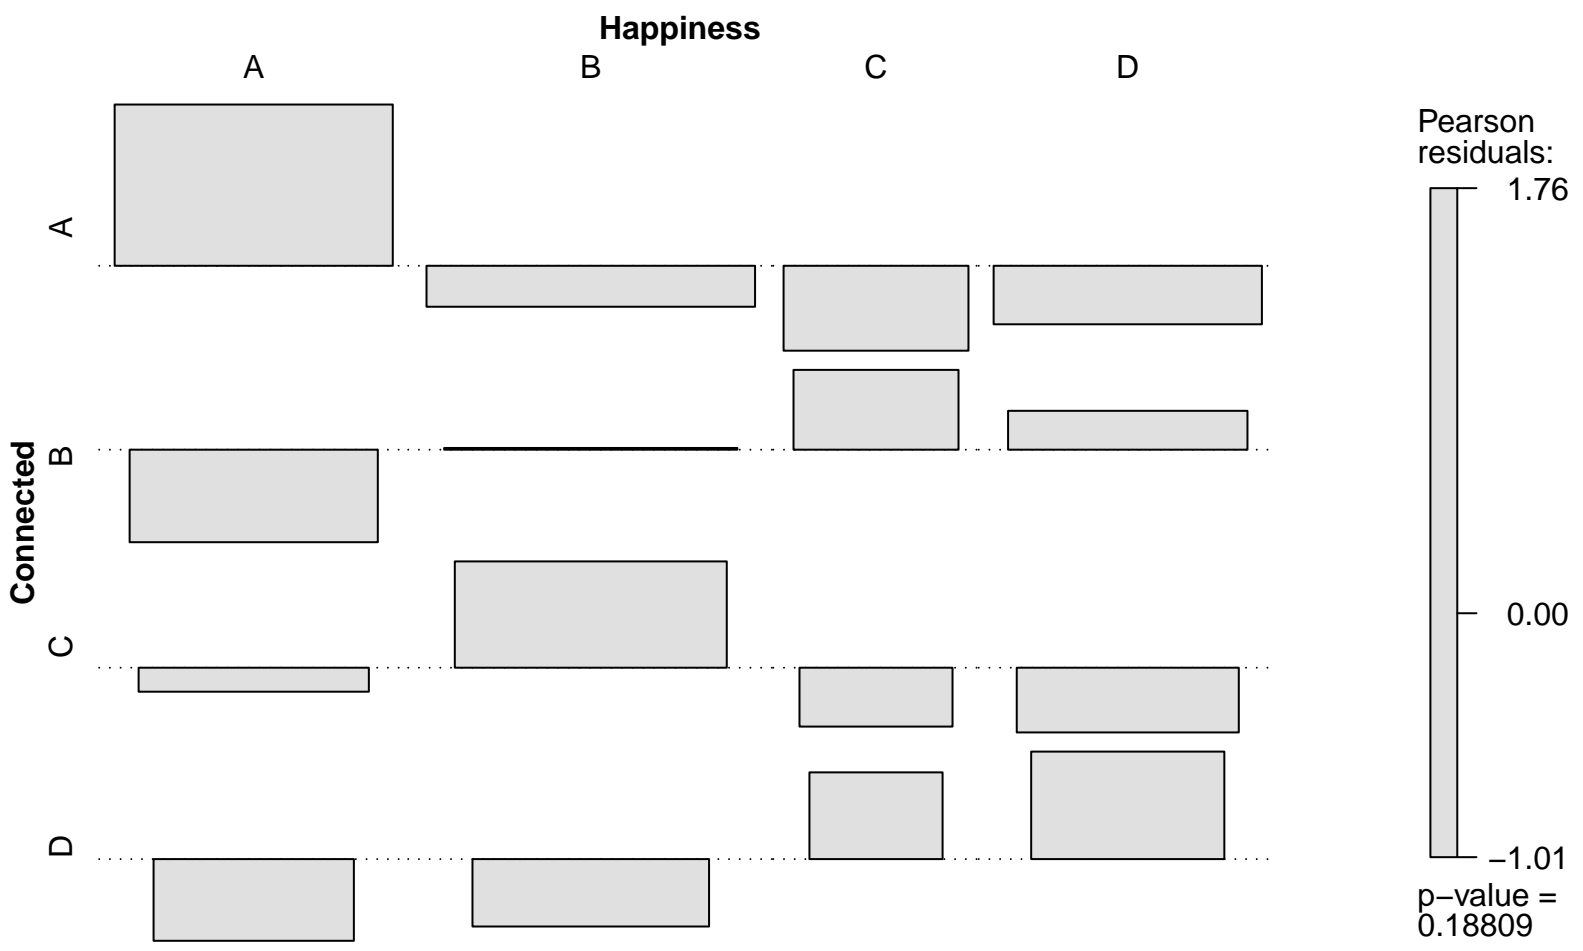 Happiness
A B C D
Connected
A
B
C
D
Pearson
residuals:
1.76
0.00
−1.01
p−value =
0.18809